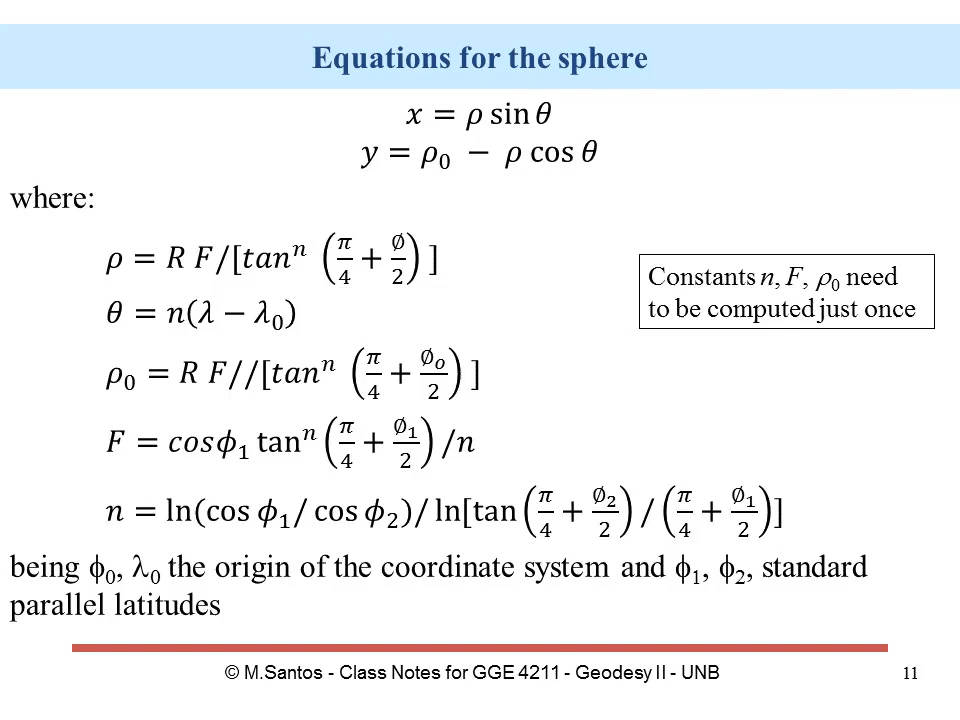 Equations for the sphere
x = ρ sin θ
y = ρ₀ − ρ cos θ
where:
ρ = R F/[tanⁿ (π/4 + ∅/2) ]
θ = n(λ − λ₀)
Constants n, F, ρ₀ need
to be computed just once
ρ₀ = R F//[tanⁿ (π/4 + ∅ₒ/2) ]
F = cosϕ₁ tanⁿ (π/4 + ∅₁/2) /n
n = ln(cos ϕ₁/ cos ϕ₂)/ ln[tan (π/4 + ∅₂/2) / (π/4 + ∅₁/2)]
being ϕ₀, λ₀ the origin of the coordinate system and ϕ₁, ϕ₂, standard
parallel latitudes
© M.Santos - Class Notes for GGE 4211 - Geodesy II - UNB
11